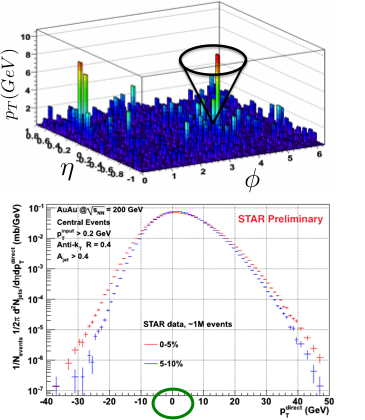 p_T (GeV)
10
8
6
4
2
1
0.8
0.6
0.4
0.2
0
-0.2
-0.4
-0.6
-0.8
-1
0
1
2
3
4
5
6
η
ϕ
1/N_events 1/2π d²N_jets/dηdp_T^direct (mb/GeV)
10⁻¹
10⁻²
10⁻³
10⁻⁴
10⁻⁵
10⁻⁶
10⁻⁷
AuAu @√s_NN = 200 GeV
Central Events
p_T^input > 0.2 GeV
Anti-k_T R = 0.4
A_jet > 0.4
STAR Preliminary
STAR data, ~1M events
0-5%
5-10%
-40 -30 -20 -10 0 10 20 30 40 50
p_T^direct (GeV)